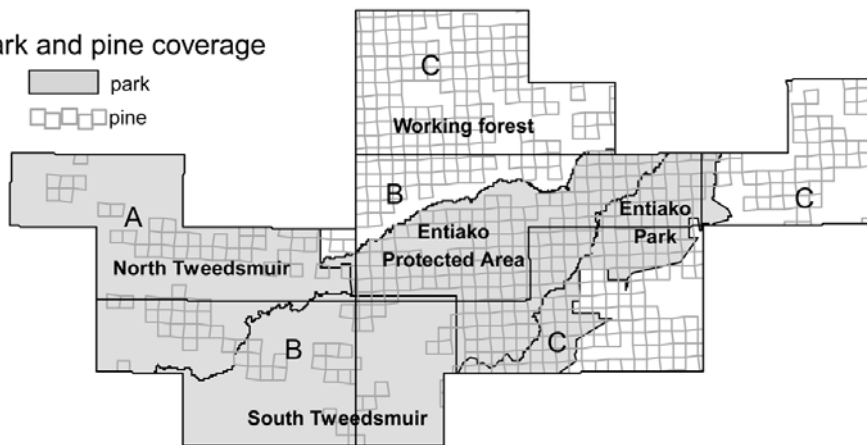 ark and pine coverage
park
pine
C
Working forest
B
C
A
Entiako
Park
Entiako
Protected Area
North Tweedsmuir
B
C
South Tweedsmuir